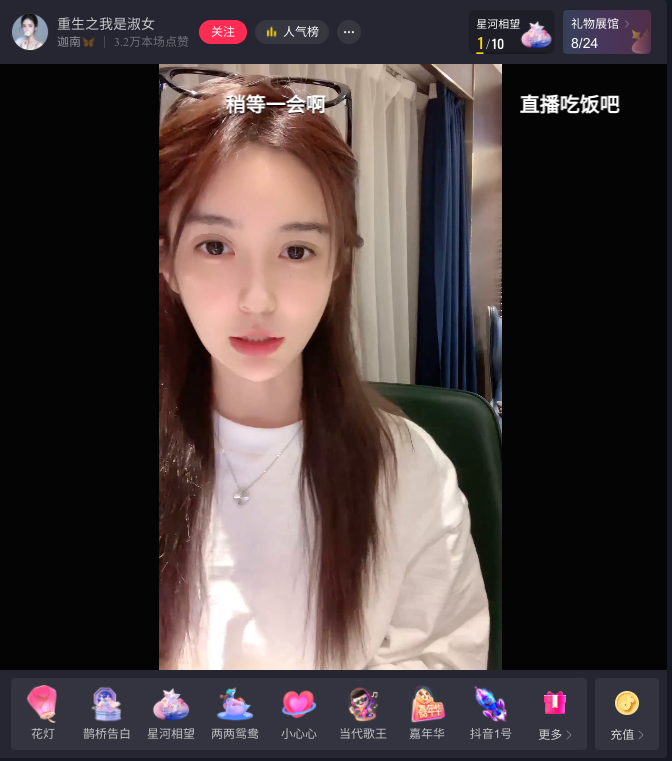 重生之我是淑女
迦南
3.2万本场点赞
关注
人气榜
星河相望
1/10
礼物展馆
8/24
稍等一会啊
直播吃饭吧
花灯
鹊桥告白
星河相望
两两鸳鸯
小心心
当代歌王
嘉年华
嘉年华
抖音1号
更多
充值